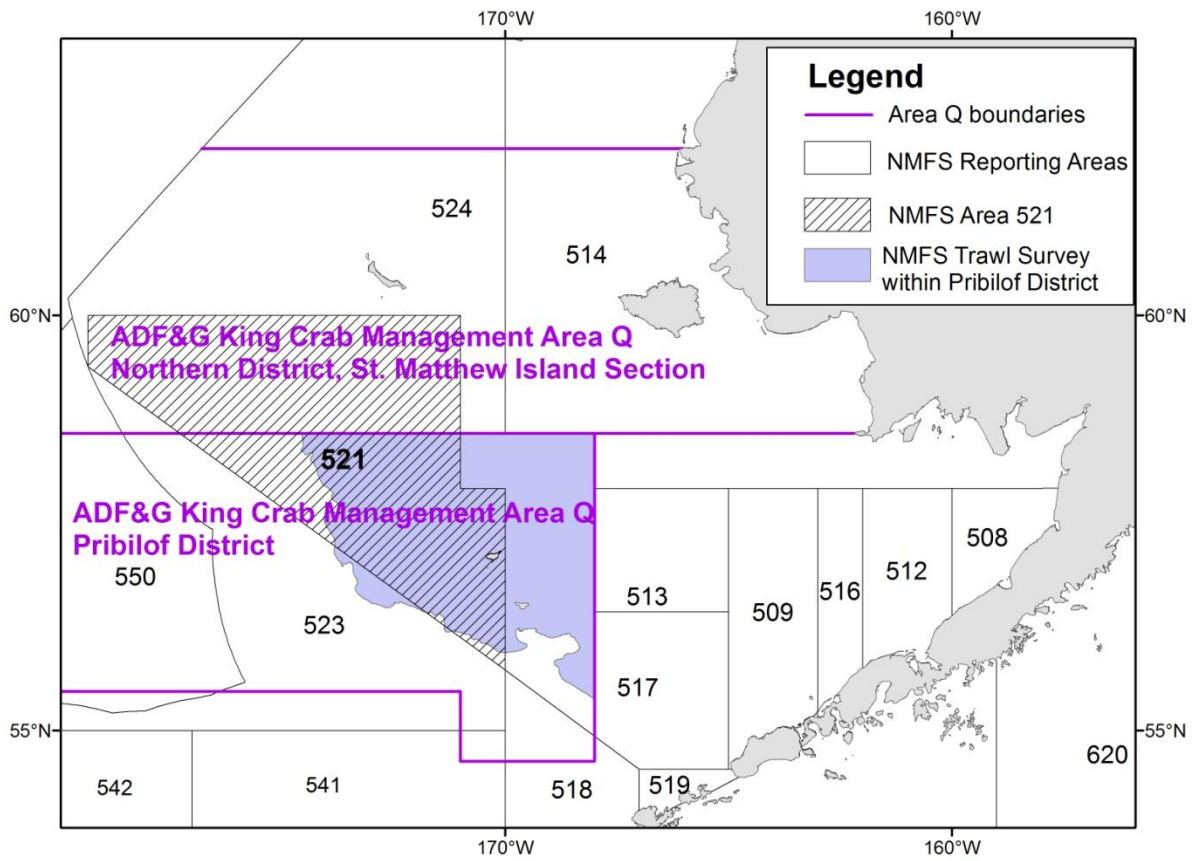 170°W
160°W
Legend
Area Q boundaries
NMFS Reporting Areas
NMFS Area 521
NMFS Trawl Survey
within Pribilof District
524
514
60°N
60°N
ADF&G King Crab Management Area Q
Northern District, St. Matthew Island Section
521
ADF&G King Crab Management Area Q
Pribilof District
550
523
513
517
509
516
512
508
55°N
55°N
620
542
541
518
519
170°W
160°W